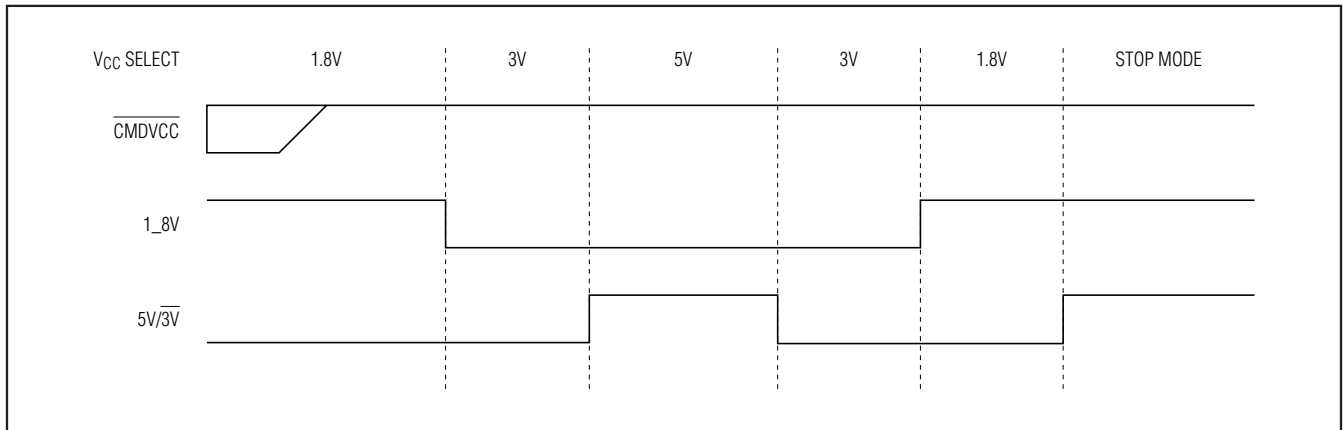 VCC SELECT 1.8V 3V 5V 3V 1.8V STOP MODE
CMDVCC
1_8V
5V/3V